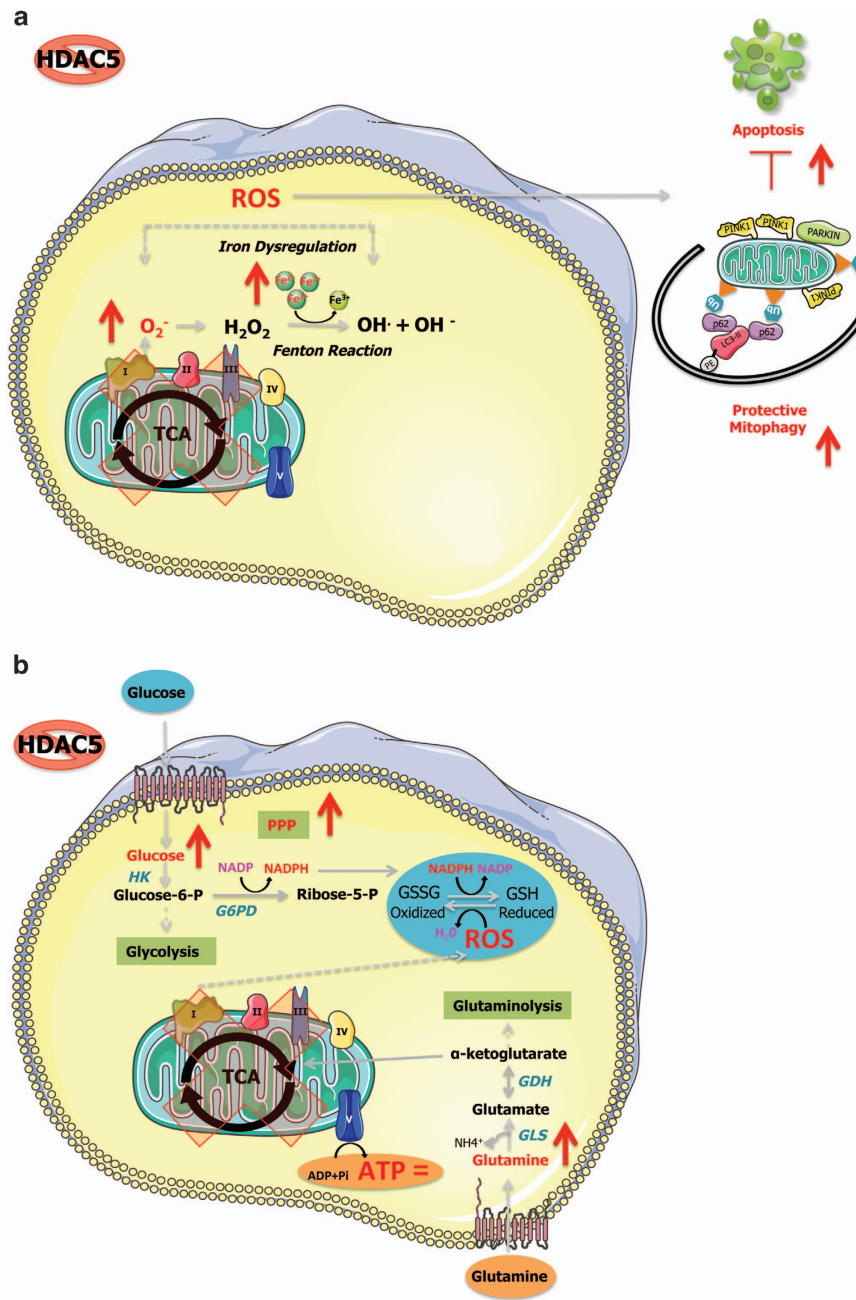 a
HDAC5
Apoptosis
ROS
PINK1 PINK1 PARKIN
Iron Dysregulation
PINK1
Fe³⁺
Ub Ub
O₂⁻ H₂O₂ OH· + OH⁻
p62 LC3-II p62
Fenton Reaction
PE
I II III IV
TCA
V
Protective
Mitophagy
b
Glucose
HDAC5
PPP
Glucose
NADP NADPH
NADPH NADP
HK
Glucose-6-P Ribose-5-P
GSSG GSH
G6PD
Oxidized Reduced
H₂0 ROS
Glycolysis
Glutaminolysis
I II III IV
α-ketoglutarate
TCA
GDH
Glutamate
V
GLS
NH4⁺
Glutamine
ADP+Pi ATP =
Glutamine